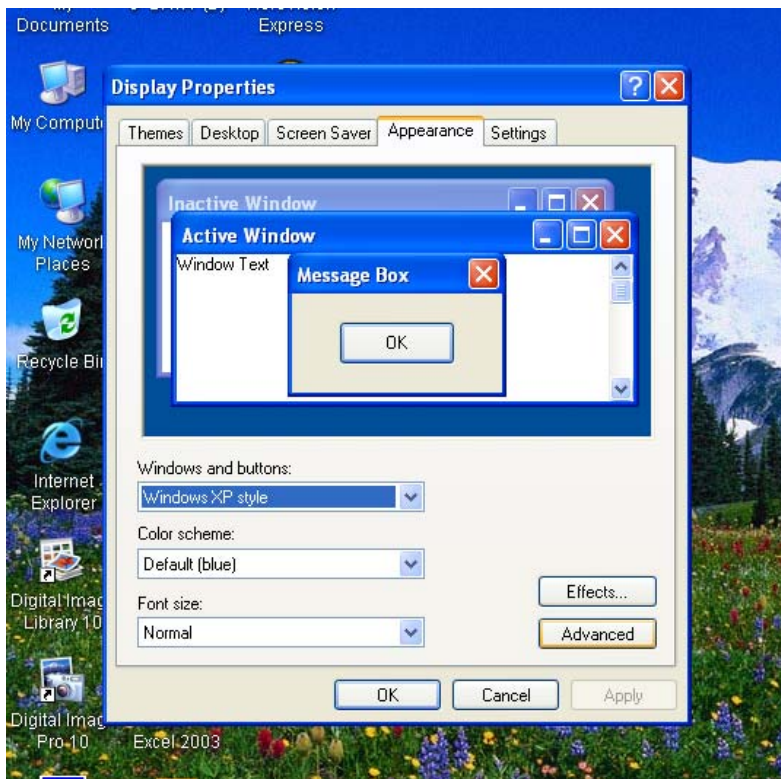 My
Documents
Express
My Comput
My Networ
Places
Recycle Bi
Internet
Explorer
Digital Imag
Library 10
Digital Imag
Pro 10
Excel 2003
Display Properties
Themes
Desktop
Screen Saver
Appearance
Settings
Inactive Window
Active Window
Window Text
Message Box
OK
Windows and buttons:
Windows XP style
Color scheme:
Default (blue)
Font size:
Normal
Effects...
Advanced
OK
Cancel
Apply